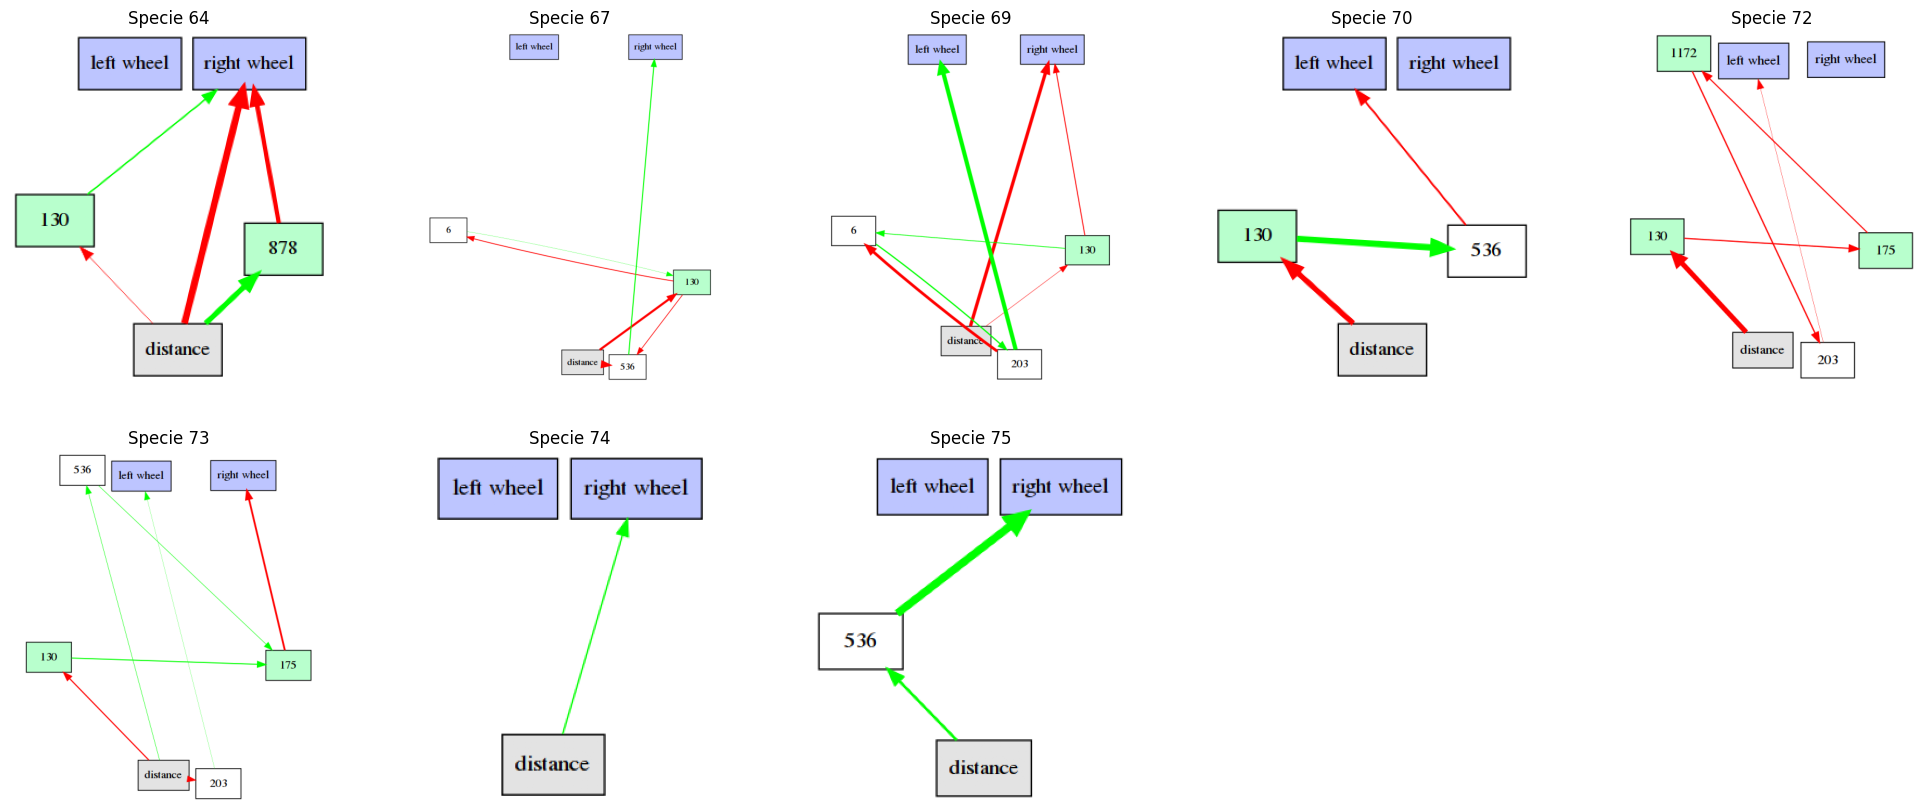 Specie 64
left wheel
right wheel
130
878
distance
Specie 67
left wheel
right wheel
6
130
distance
536
Specie 69
left wheel
right wheel
6
130
distance
203
Specie 70
left wheel
right wheel
130
536
distance
Specie 72
1172
left wheel
right wheel
130
175
distance
203
Specie 73
536
left wheel
right wheel
130
175
distance
203
Specie 74
left wheel
right wheel
distance
Specie 75
left wheel
right wheel
536
distance